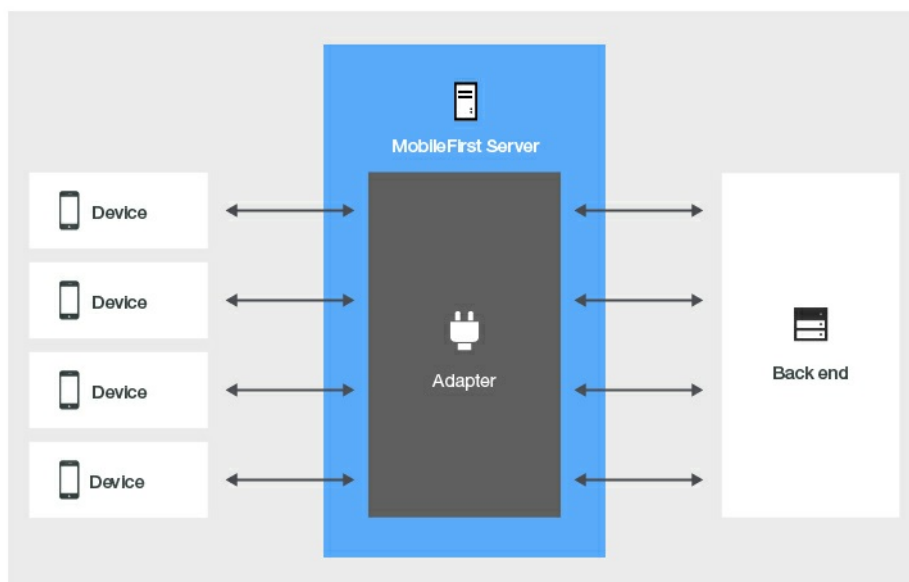 MobileFirst Server
Device
Device
Device
Device
Adapter
Back end